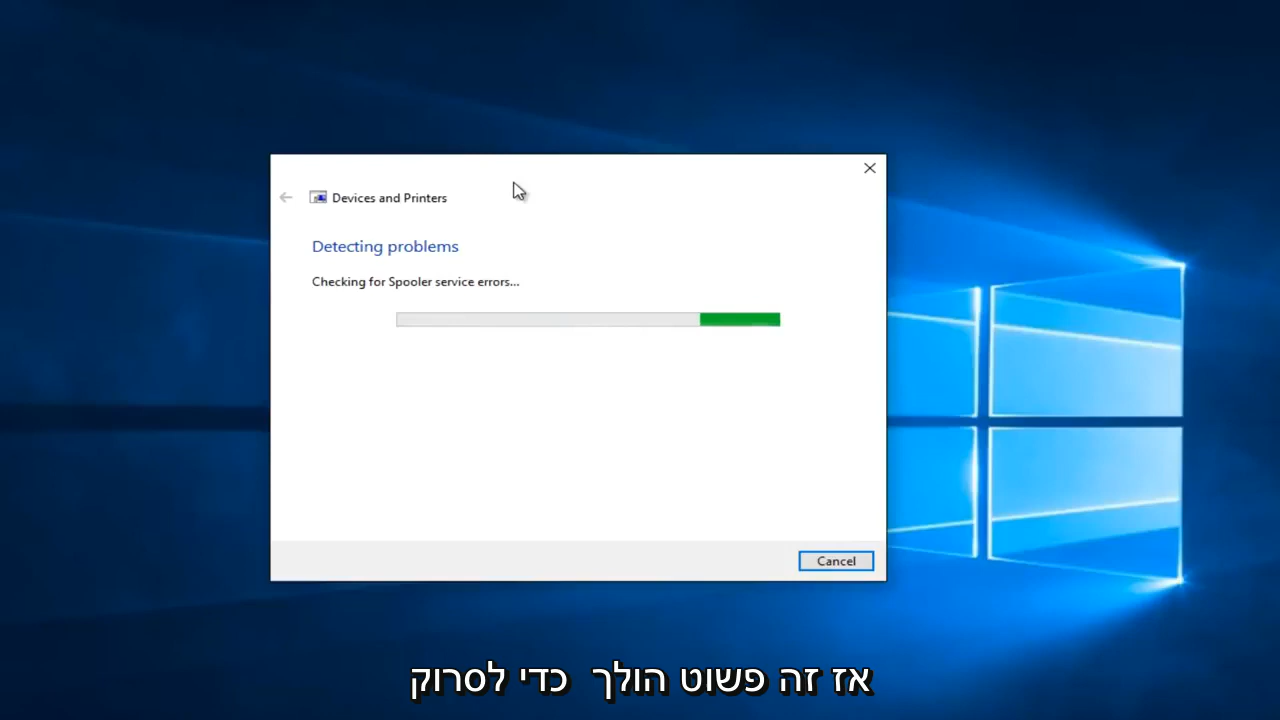 Devices and Printers
Detecting problems
Checking for Spooler service errors...
Cancel
אז זה פשוט הולך כדי לסרוק